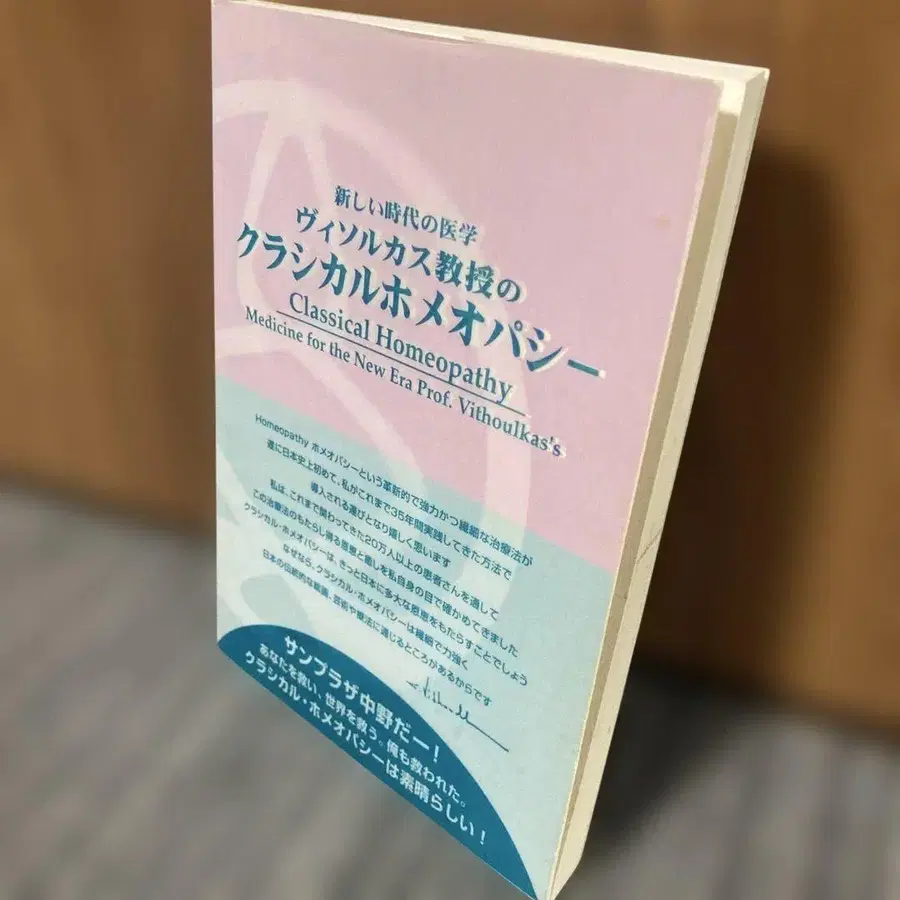 新しい時代の医学
ヴィソルカス教授の
クラシカルホメオパシー
Classical Homeopathy
Medicine for the New Era Prof. Vithoulkas's
Homeopathy ホメオパシーという革新的で強力かつ繊細な治療法が
遂に日本史上初めて、私がこれまで35年間実践してきた方法で
導入される運びとなり嬉しく思います
私は、これまで関わってきた20万人以上の患者さんを通して
この治療法のもたらし得る恩恵と癒しを私自身の目で確かめてきました
クラシカル・ホメオパシーは、きっと日本に多大な恩恵をもたらすことでしょう
なぜなら、クラシカル・ホメオパシーは繊細で力強く
日本の伝統的な 芸術や療法に通じるところがあるからです
サンプラザ中野だー！
あなたを救い、世界を救う。俺も救われた。
クラシカル・ホメオパシーは素晴らしい！